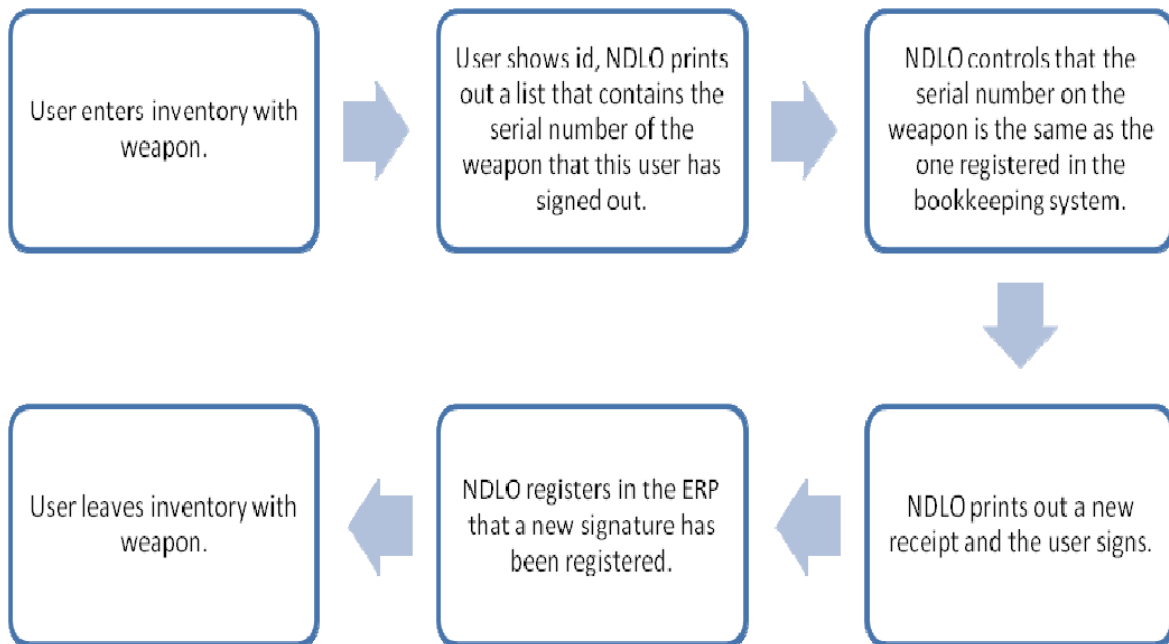 User enters inventory with
weapon.
User shows id, NDLO prints
out a list that contains the
serial number of the
weapon that this user has
signed out.
NDLO controls that the
serial number on the
weapon is the same as the
one registered in the
bookkeeping system.
NDLO prints out a new
receipt and the user signs.
NDLO registers in the ERP
that a new signature has
been registered.
User leaves inventory with
weapon.